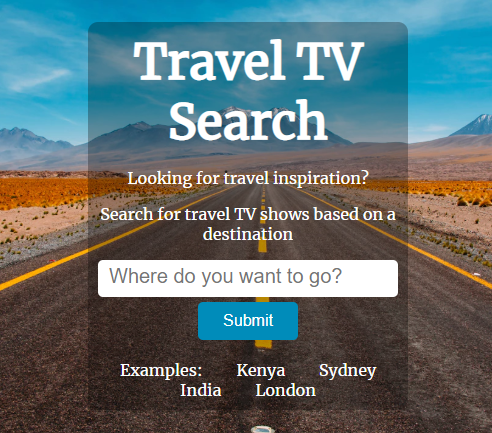 Travel TV
Search
Looking for travel inspiration?
Search for travel TV shows based on a
destination
Where do you want to go?
Submit
Examples: Kenya Sydney
India London